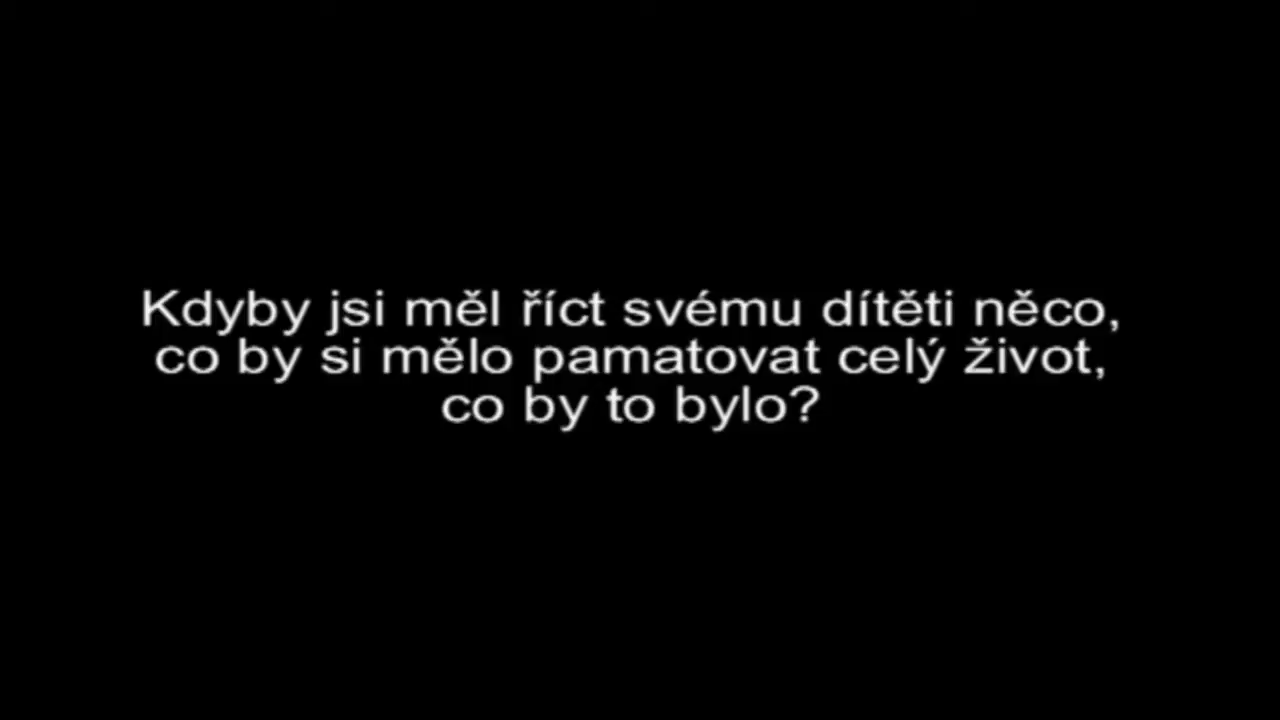 Kdyby jsi měl říct svému dítěti něco,
co by si mělo pamatovat celý život,
co by to bylo?